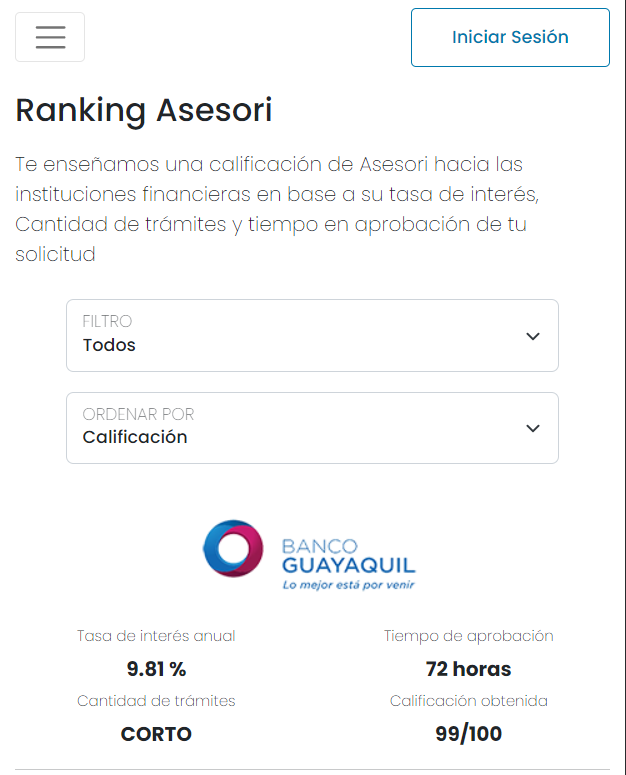 Iniciar Sesión
Ranking Asesori
Te enseñamos una calificación de Asesori hacia las
instituciones financieras en base a su tasa de interés,
Cantidad de trámites y tiempo en aprobación de tu
solicitud
FILTRO
Todos
ORDENAR POR
Calificación
BANCO
GUAYAQUIL
Lo mejor está por venir
Tasa de interés anual
9.81 %
Tiempo de aprobación
72 horas
Cantidad de trámites
CORTO
Calificación obtenida
99/100